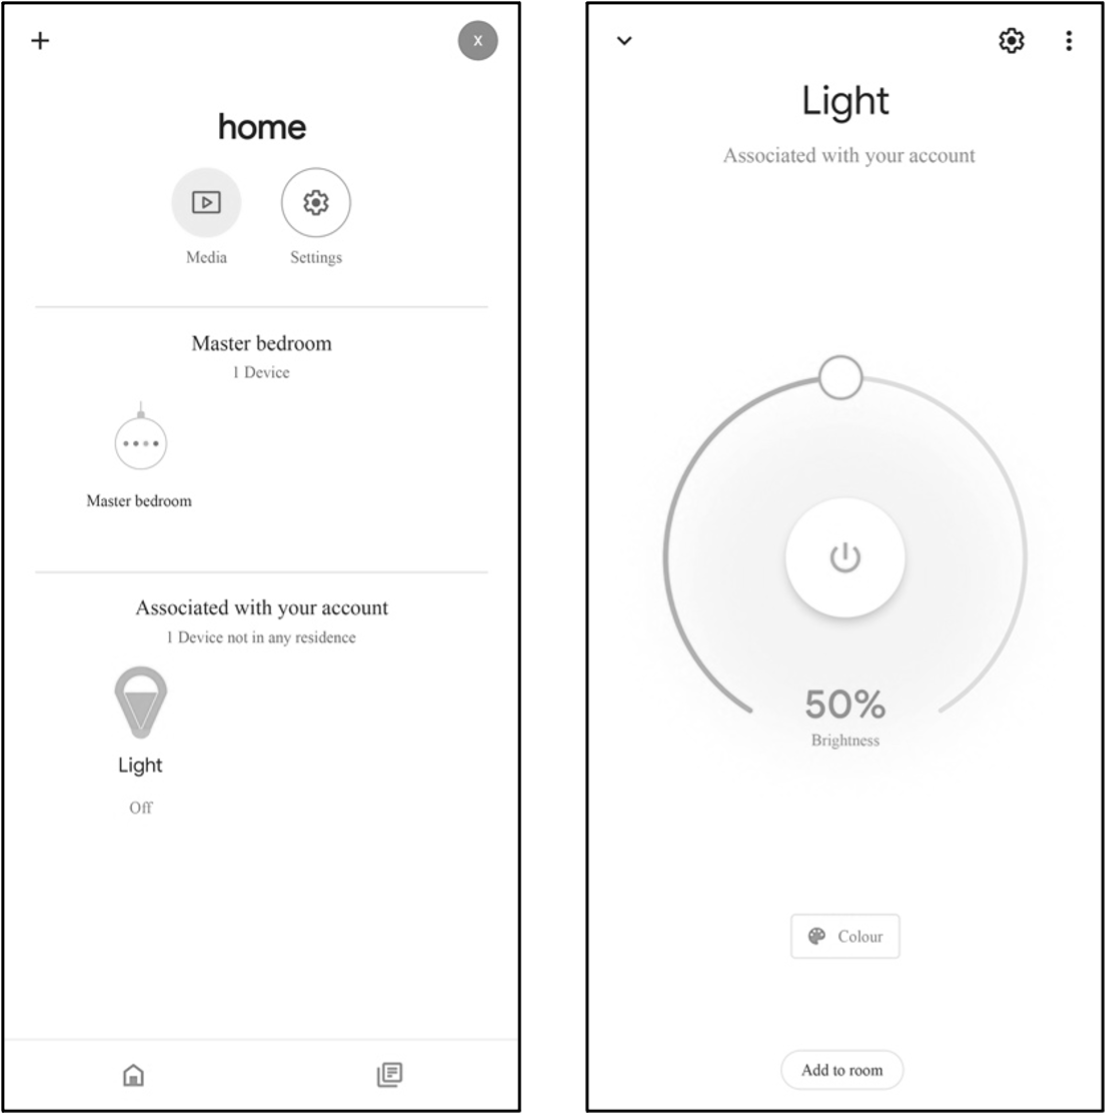 X
home
Media
Settings
Master bedroom
1 Device
Master bedroom
Associated with your account
1 Device not in any residence
Light
Off
Light
Associated with your account
50%
Brightness
Colour
Add to room